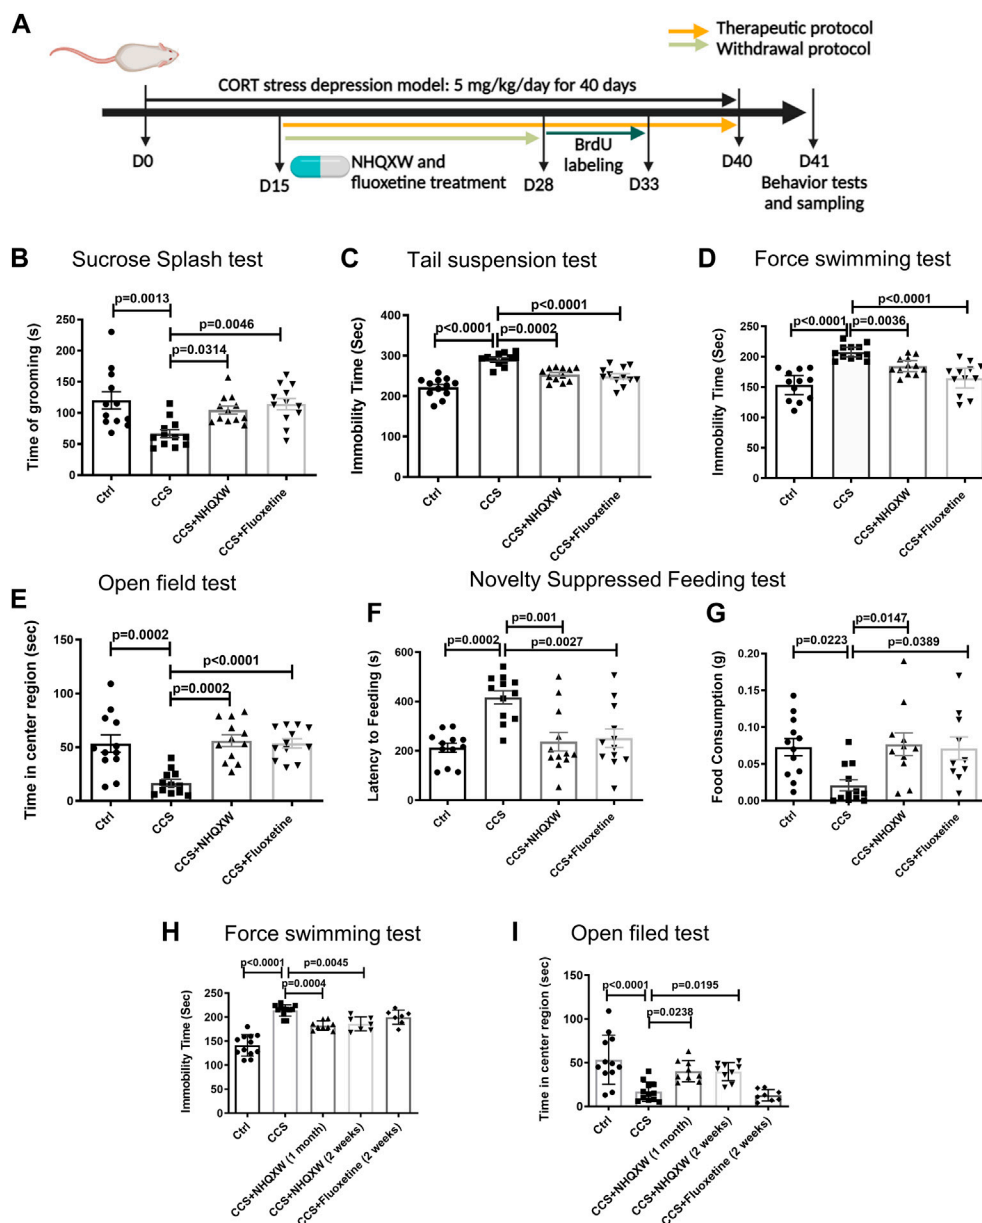 A
Therapeutic protocol
Withdrawal protocol
CORT stress depression model: 5 mg/kg/day for 40 days
D0
D15
NHQXW and
fluoxetine treatment
D28
BrdU
labeling
D33
D40
D41
Behavior tests
and sampling
B
Sucrose Splash test
p=0.0013
p=0.0046
p=0.0314
Time of grooming (s)
250
200
150
100
50
0
Ctrl
CCS
CCS+NHQXW
CCS+Fluoxetine
C
Tail suspension test
p<0.0001
p<0.0001
p=0.0002
Immobility Time (Sec)
400
300
200
100
0
Ctrl
CCS
CCS+NHQXW
CCS+Fluoxetine
D
Force swimming test
p<0.0001
p<0.0001
p=0.0036
Immobility Time (Sec)
250
200
150
100
50
0
Ctrl
CCS
CCS+NHQXW
CCS+Fluoxetine
E
Open field test
p=0.0002
p<0.0001
p=0.0002
Time in center region (sec)
150
100
50
0
Ctrl
CCS
CCS+NHQXW
CCS+Fluoxetine
Novelty Suppressed Feeding test
F
p=0.001
p=0.0002
p=0.0027
Latency to Feeding (s)
600
400
200
0
Ctrl
CCS
CCS+NHQXW
CCS+Fluoxetine
G
p=0.0147
p=0.0223
p=0.0389
Food Consumption (g)
0.20
0.15
0.10
0.05
0.00
Ctrl
CCS
CCS+NHQXW
CCS+Fluoxetine
H
Force swimming test
p<0.0001
p=0.0045
p=0.0004
Immobility Time (Sec)
250
200
150
100
50
0
Ctrl
CCS
CCS+NHQXW (1 month)
CCS+NHQXW (2 weeks)
CCS+Fluoxetine (2 weeks)
I
Open filed test
p<0.0001
p=0.0195
p=0.0238
Time in center region (sec)
150
100
50
0
Ctrl
CCS
CCS+NHQXW (1 month)
CCS+NHQXW (2 weeks)
CCS+Fluoxetine (2 weeks)